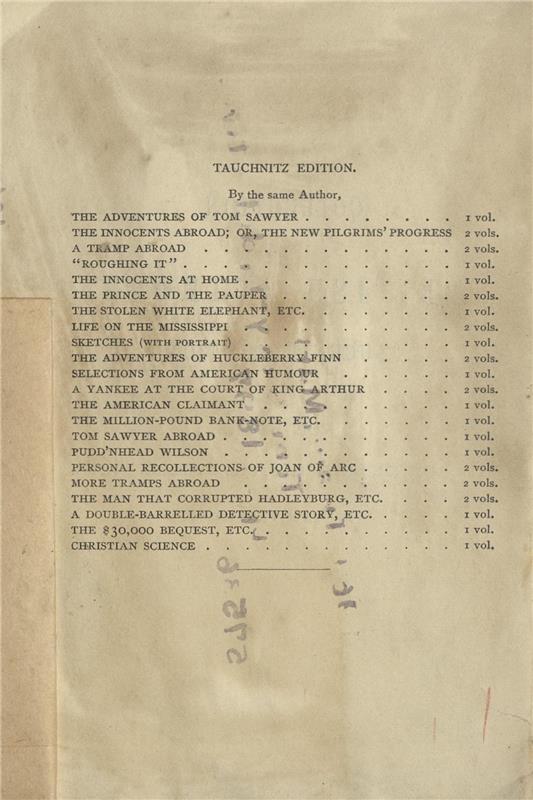 TAUCHNITZ EDITION.
By the same Author,
THE ADVENTURES OF TOM SAWYER . . . . . . . . 1 vol.
THE INNOCENTS ABROAD; OR, THE NEW PILGRIMS' PROGRESS 2 vols.
A TRAMP ABROAD . . . . . . . . . . . . . 2 vols.
"ROUGHING IT" . . . . . . . . . . . . . . 1 vol.
THE INNOCENTS AT HOME . . . . . . . . . . . 1 vol.
THE PRINCE AND THE PAUPER . . . . . . . . . 2 vols.
THE STOLEN WHITE ELEPHANT, ETC. . . . . . . . 1 vol.
LIFE ON THE MISSISSIPPI . . . . . . . . . . . 2 vols.
SKETCHES (WITH PORTRAIT) . . . . . . . . . . . 1 vol.
THE ADVENTURES OF HUCKLEBERRY FINN . . . . . 2 vols.
SELECTIONS FROM AMERICAN HUMOUR . . . . . . 1 vol.
A YANKEE AT THE COURT OF KING ARTHUR . . . . 2 vols.
THE AMERICAN CLAIMANT . . . . . . . . . . 1 vol.
THE MILLION-POUND BANK-NOTE, ETC. . . . . . . 1 vol.
TOM SAWYER ABROAD . . . . . . . . . . . . 1 vol.
PUDD'NHEAD WILSON . . . . . . . . . . . . 1 vol.
PERSONAL RECOLLECTIONS OF JOAN OF ARC . . . . . 2 vols.
MORE TRAMPS ABROAD . . . . . . . . . . . 2 vols.
THE MAN THAT CORRUPTED HADLEYBURG, ETC. . . . 2 vols.
A DOUBLE-BARRELLED DETECTIVE STORY, ETC. . . . . 1 vol.
THE $30,000 BEQUEST, ETC. . . . . . . . . . . 1 vol.
CHRISTIAN SCIENCE . . . . . . . . . . . . . 1 vol.